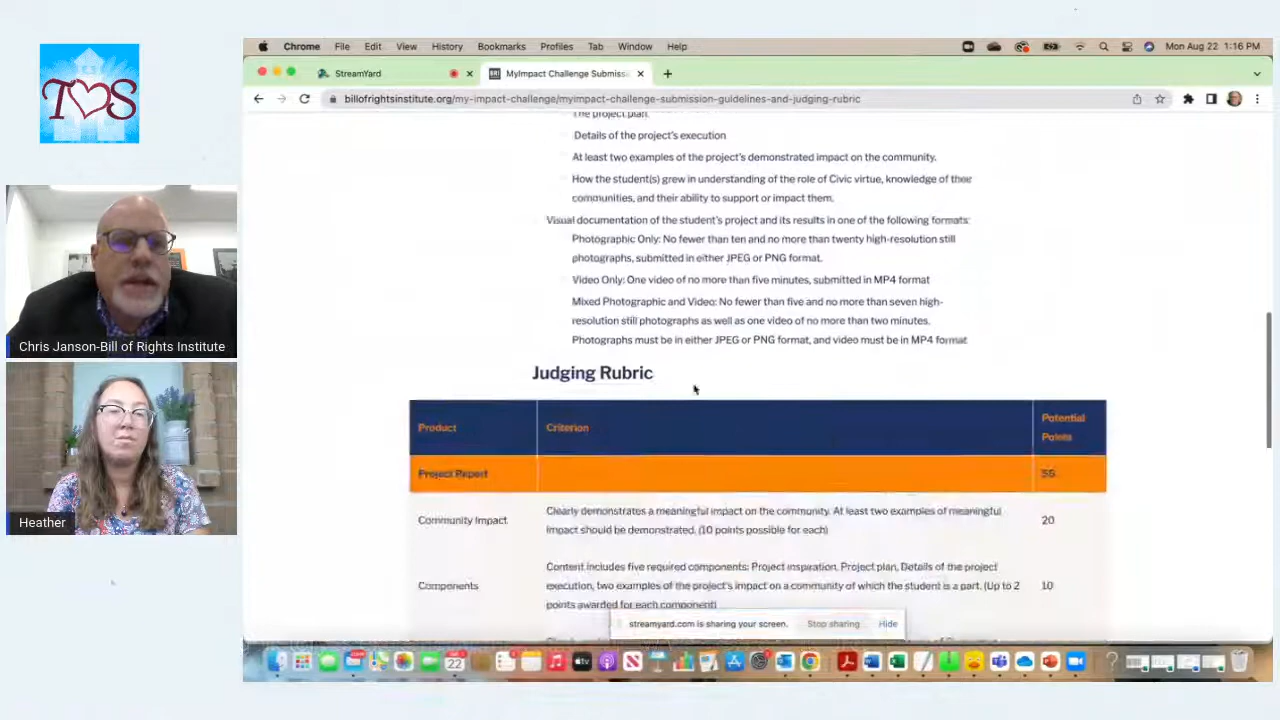 TOS
Chris Janson-Bill of Rights Institute
Heather
Chrome File Edit View History Bookmarks Profiles Tab Window Help
Mon Aug 22 1:16 PM
StreamYard
MyImpact Challenge Submiss
billofrightsinstitute.org/my-impact-challenge/myimpact-challenge-submission-guidelines-and-judging-rubric
The project plan.
Details of the project's execution
At least two examples of the project's demonstrated impact on the community.
How the student(s) grew in understanding of the role of Civic virtue, knowledge of their
communities, and their ability to support or impact them.
Visual documentation of the student's project and its results in one of the following formats:
Photographic Only: No fewer than ten and no more than twenty high-resolution still
photographs, submitted in either JPEG or PNG format.
Video Only: One video of no more than five minutes, submitted in MP4 format
Mixed Photographic and Video: No fewer than five and no more than seven high-
resolution still photographs as well as one video of no more than two minutes.
Photographs must be in either JPEG or PNG format, and video must be in MP4 format
Judging Rubric
Product Criterion Potential
Points
Project Report 55
Community Impact
Clearly demonstrates a meaningful impact on the community. At least two examples of meaningful
impact should be demonstrated. (10 points possible for each)
20
Components
Content includes five required components: Project inspiration, Project plan, Details of the project
execution, two examples of the project's impact on a community of which the student is a part. (Up to 2
points awarded for each component)
10
streamyard.com is sharing your screen. Stop sharing Hide